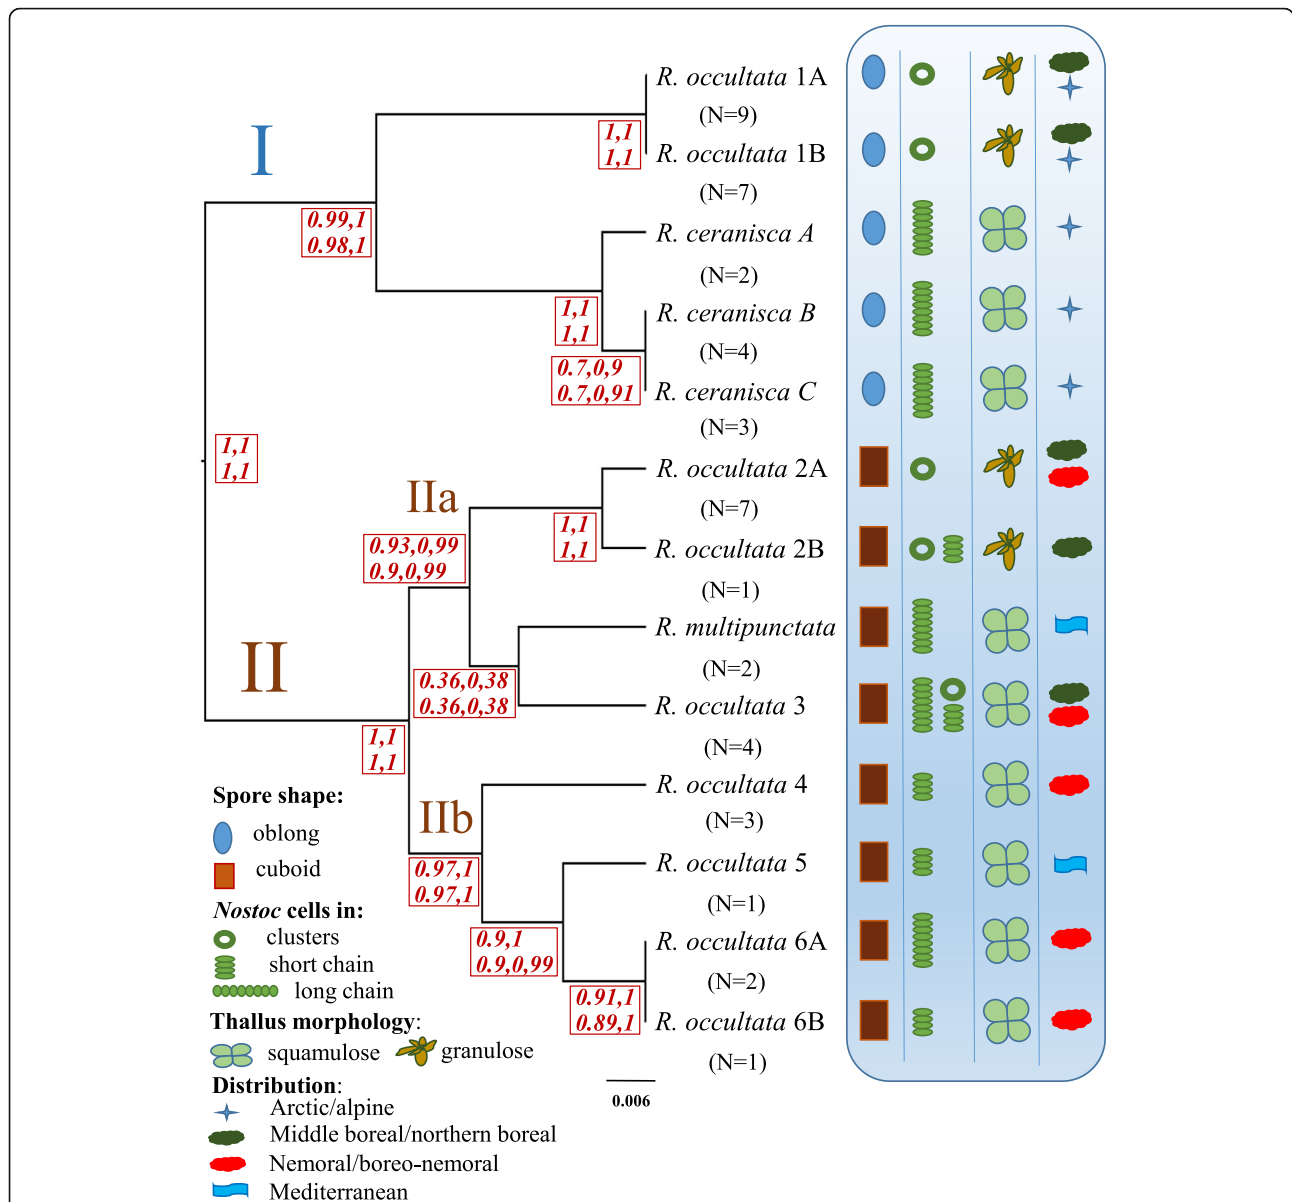 I
II
IIa
IIb
R. occultata 1A
(N=9)
1,1
1,1
R. occultata 1B
(N=7)
0.99,1
0.98,1
R. ceranisca A
(N=2)
1,1
1,1
R. ceranisca B
(N=4)
0.7,0,9
0.7,0,91
R. ceranisca C
(N=3)
1,1
1,1
R. occultata 2A
(N=7)
1,1
1,1
0.93,0,99
0.9,0,99
R. occultata 2B
(N=1)
R. multipunctata
(N=2)
0.36,0,38
0.36,0,38
R. occultata 3
(N=4)
1,1
1,1
R. occultata 4
(N=3)
0.97,1
0.97,1
R. occultata 5
(N=1)
0.9,1
0.9,0,99
R. occultata 6A
(N=2)
0.91,1
0.89,1
R. occultata 6B
(N=1)
0.006
Spore shape:
oblong
cuboid
Nostoc cells in:
clusters
short chain
long chain
Thallus morphology:
squamulose granulose
Distribution:
Arctic/alpine
Middle boreal/northern boreal
Nemoral/boreo-nemoral
Mediterranean